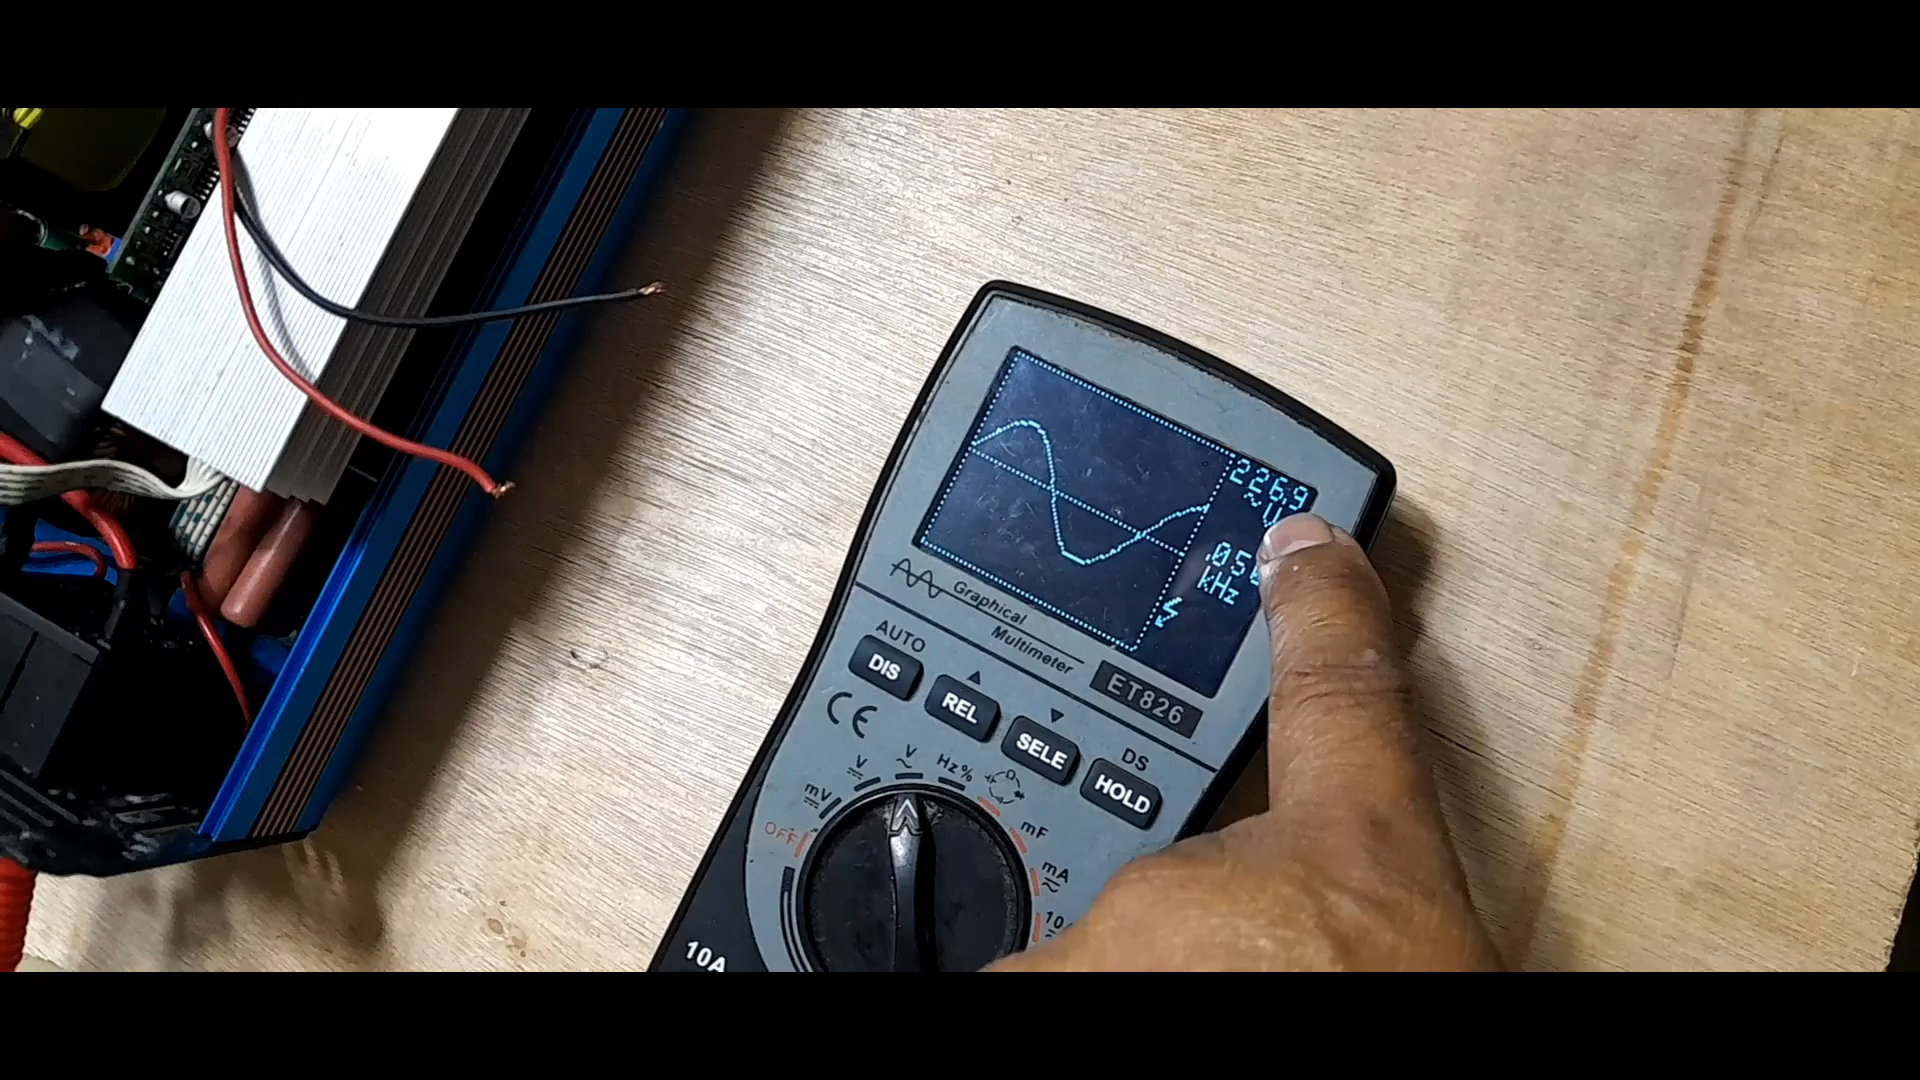 226.9
~V
kHz
Graphical
Multimeter
ET826
AUTO
DIS
▲
REL
▼
SELE
DS
HOLD
CE
OFF
mV
V
V
Hz%
Ω
mF
mA
10A